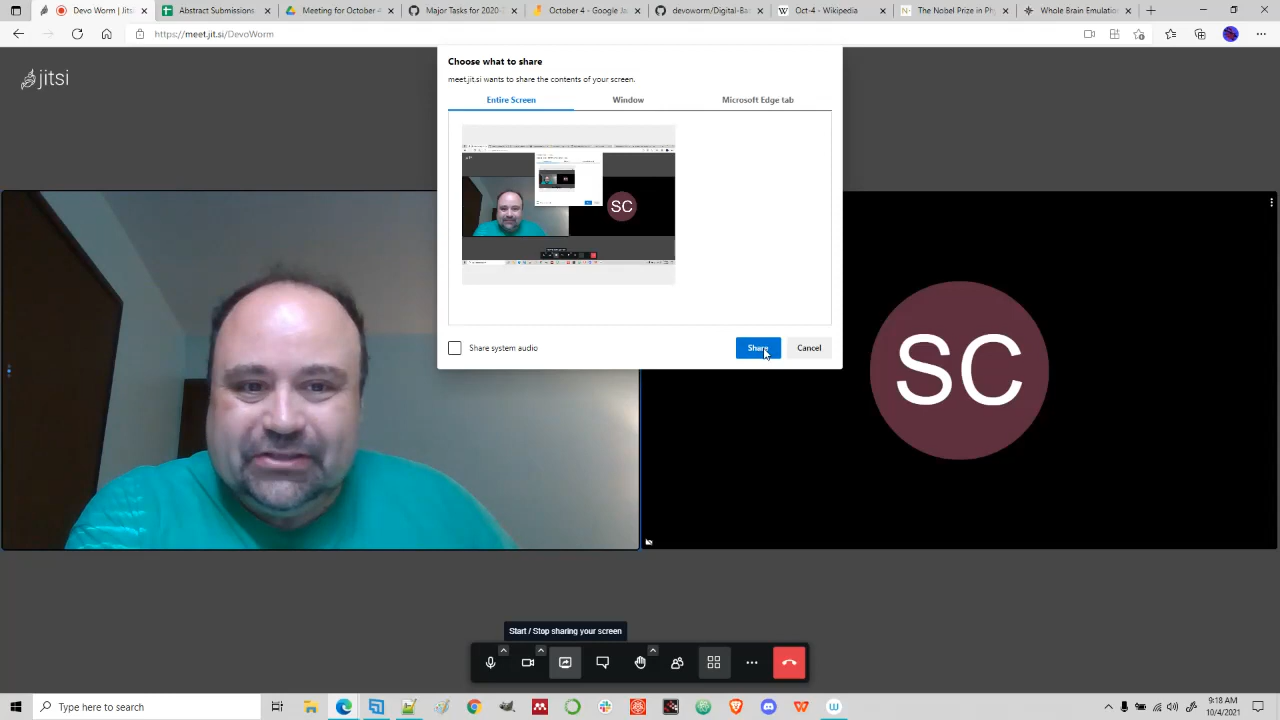 Devo Worm | Jitsi
Abstract Submissions
Meeting for October 4
Major Tasks for 2020-
October 4 - Google Ja
devoworm/Digital-Ba
Oct-4 - Wikipedia
The Nobel Prize in Ph
Whole Brain Emulatio
https://meet.jit.si/DevoWorm
jitsi
Choose what to share
meet.jit.si wants to share the contents of your screen.
Entire Screen
Window
Microsoft Edge tab
SC
Share system audio
Share
Cancel
SC
Start / Stop sharing your screen
Type here to search
9:18 AM
10/4/2021